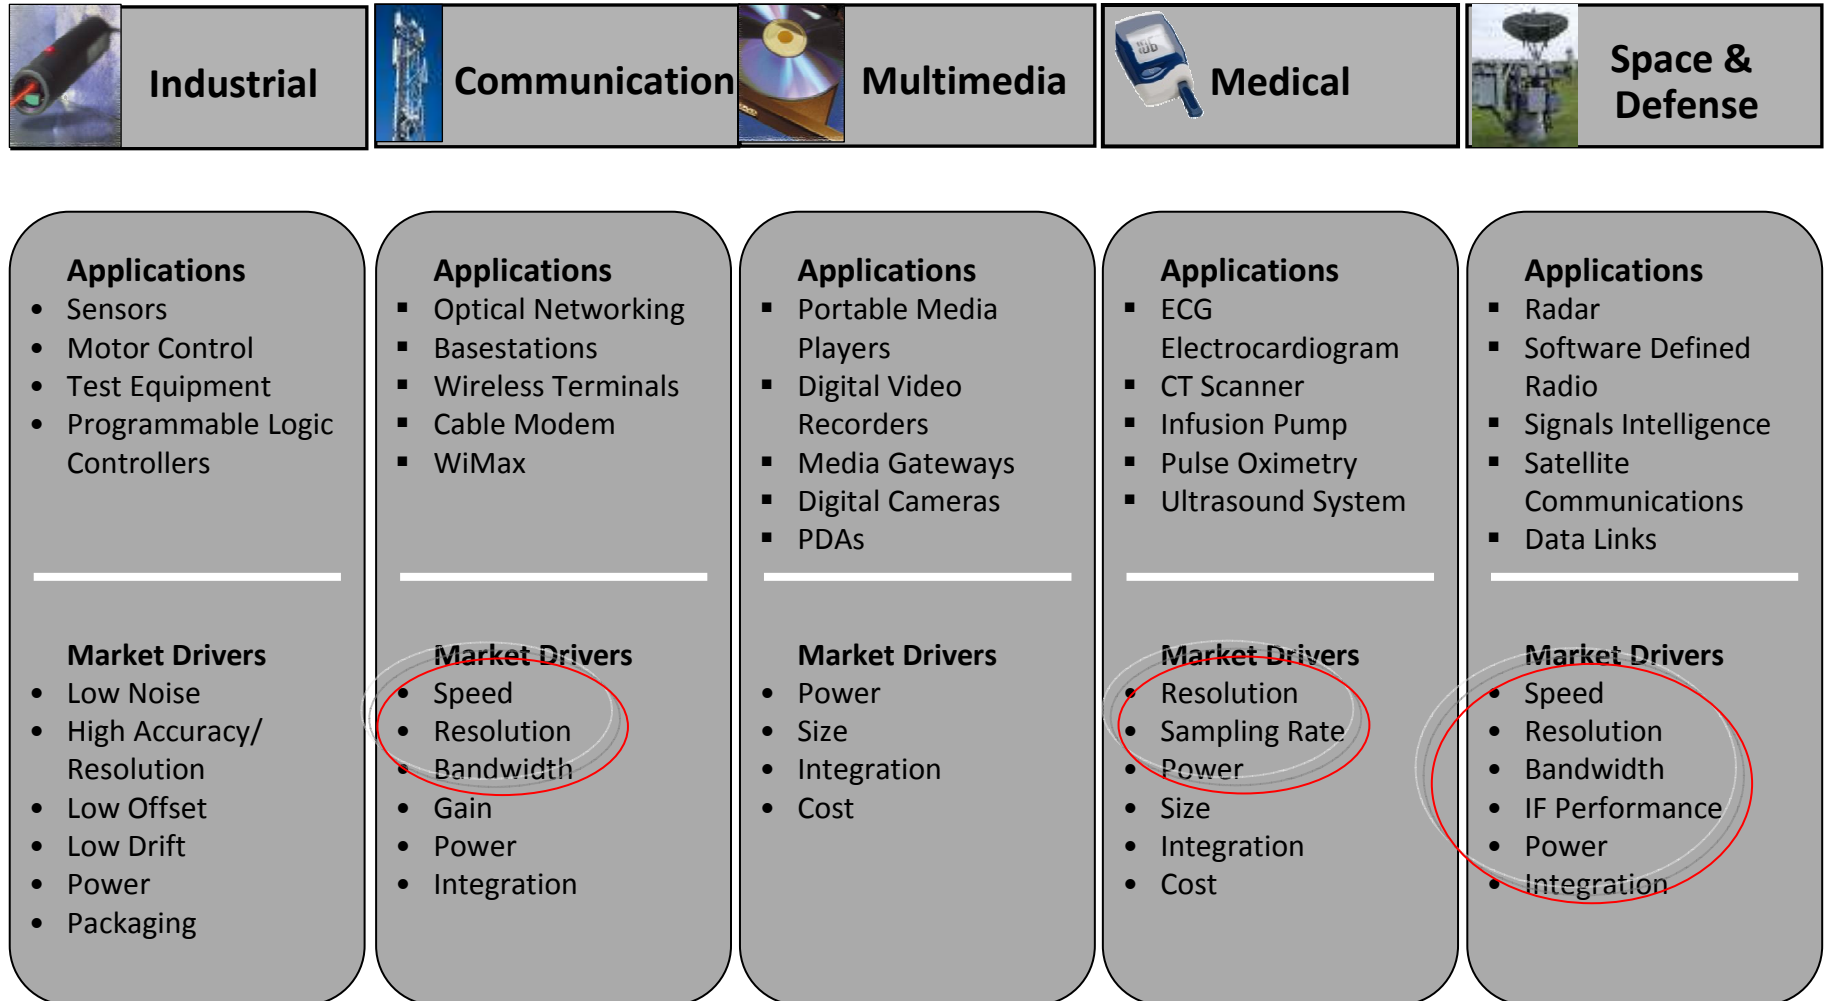 Industrial
Communication
Multimedia
Medical
Space &
Defense
106
Applications
• Sensors
• Motor Control
• Test Equipment
• Programmable Logic
Controllers
Market Drivers
• Low Noise
• High Accuracy/
Resolution
• Low Offset
• Low Drift
• Power
• Packaging
Applications
▪ Optical Networking
▪ Basestations
▪ Wireless Terminals
▪ Cable Modem
▪ WiMax
Market Drivers
• Speed
• Resolution
• Bandwidth
• Gain
• Power
• Integration
Applications
▪ Portable Media
Players
▪ Digital Video
Recorders
▪ Media Gateways
▪ Digital Cameras
▪ PDAs
Market Drivers
• Power
• Size
• Integration
• Cost
Applications
▪ ECG
Electrocardiogram
▪ CT Scanner
▪ Infusion Pump
▪ Pulse Oximetry
▪ Ultrasound System
Market Drivers
• Resolution
• Sampling Rate
• Power
• Size
• Integration
• Cost
Applications
▪ Radar
▪ Software Defined
Radio
▪ Signals Intelligence
▪ Satellite
Communications
▪ Data Links
Market Drivers
• Speed
• Resolution
• Bandwidth
• IF Performance
• Power
• Integration